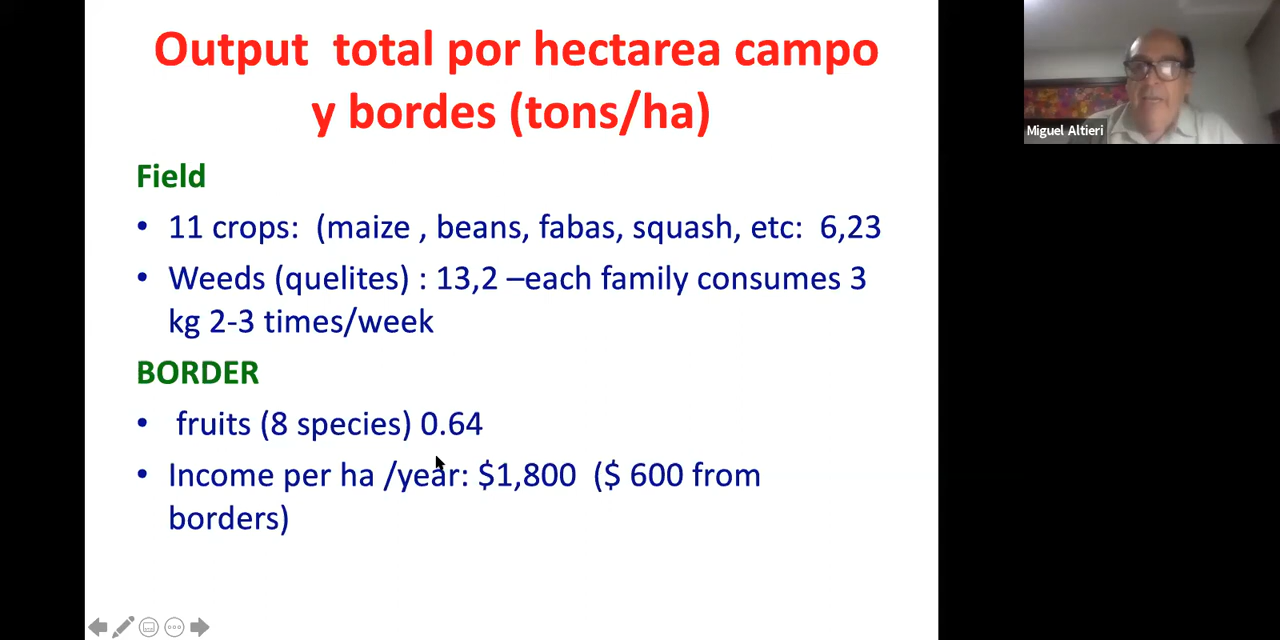 Output total por hectarea campo
y bordes (tons/ha)
Field
• 11 crops: (maize , beans, fabas, squash, etc: 6,23
• Weeds (quelites) : 13,2 –each family consumes 3
kg 2-3 times/week
BORDER
• fruits (8 species) 0.64
• Income per ha /year: $1,800 ($ 600 from
borders)
Miguel Altieri